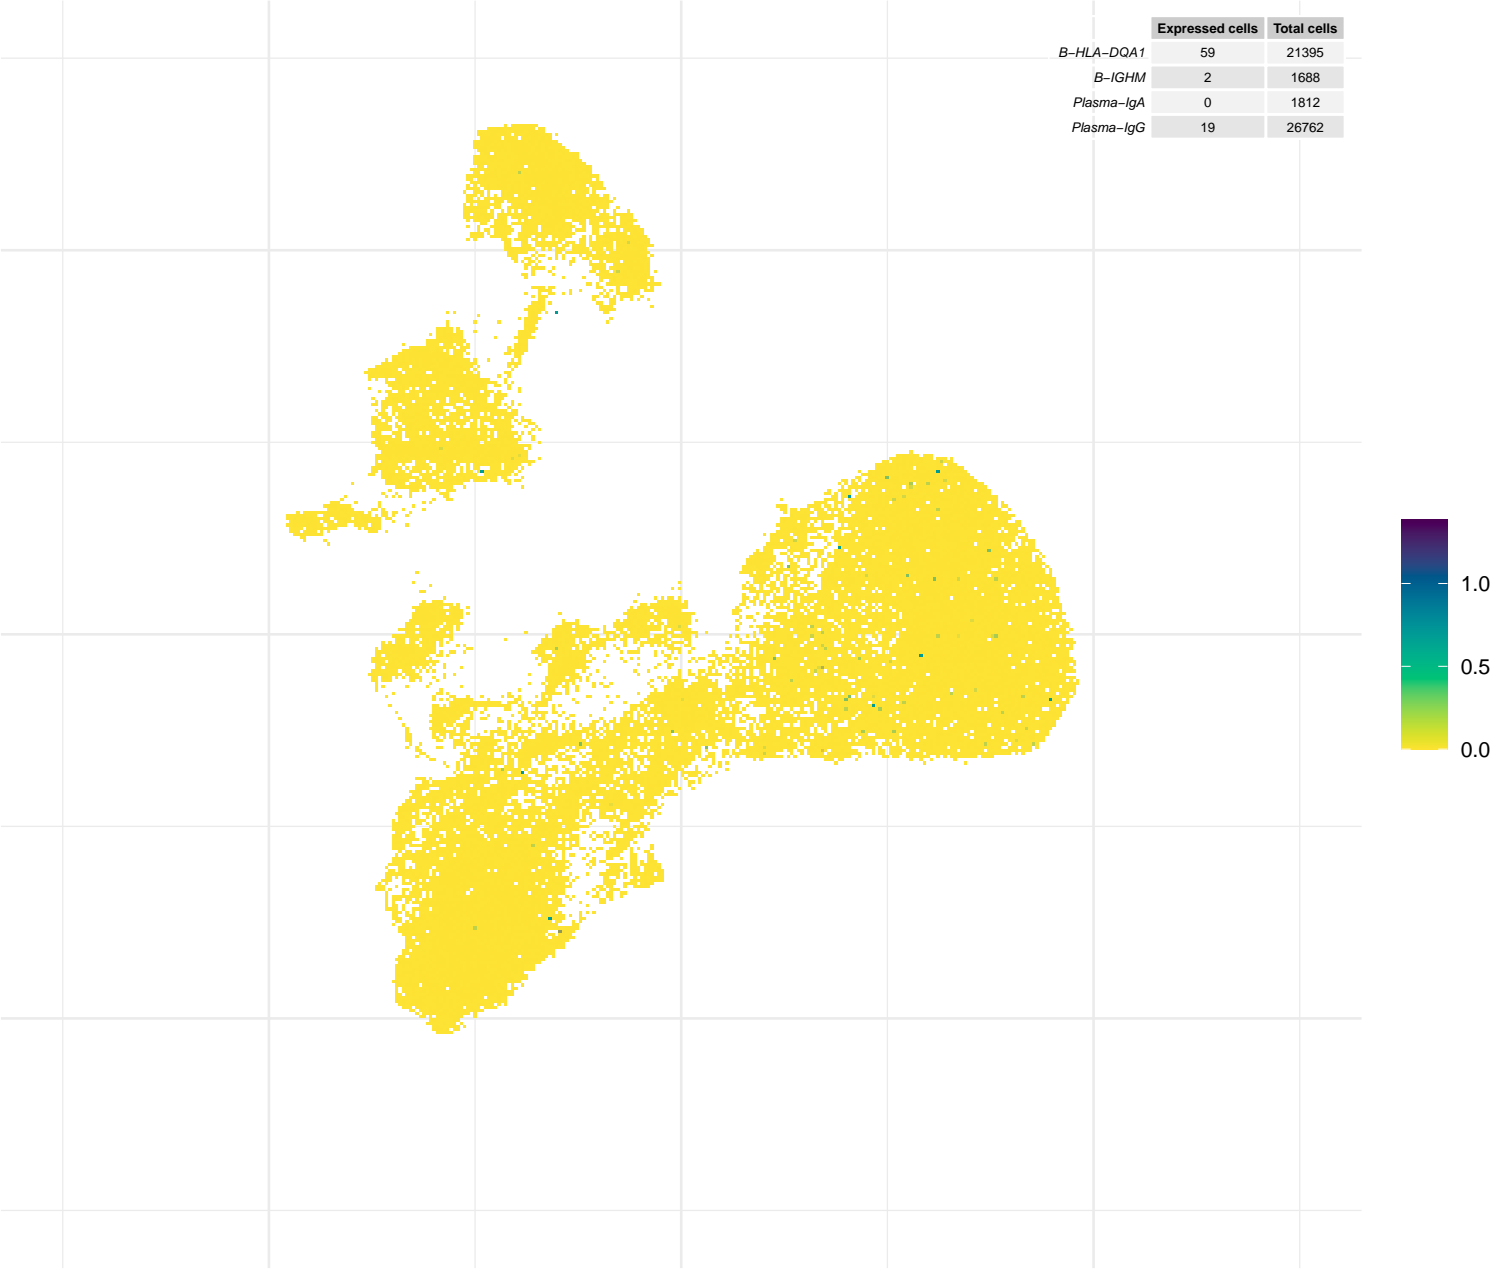 Expressed cells Total cells
B−HLA−DQA1 59 21395
B−IGHM 2 1688
Plasma−IgA 0 1812
Plasma−IgG 19 26762
1.0
0.5
0.0